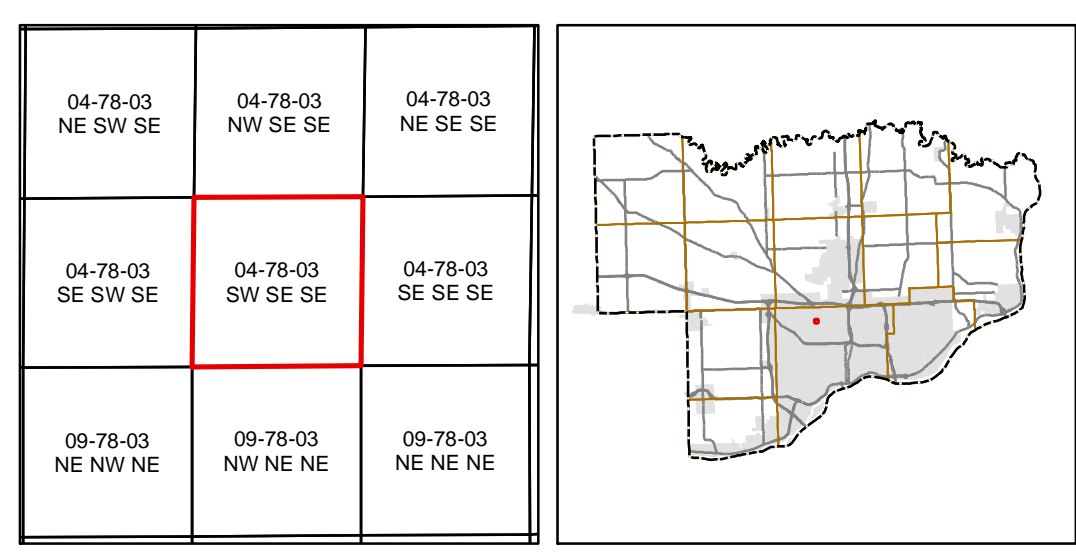 04-78-03
NE SW SE
04-78-03
NW SE SE
04-78-03
NE SE SE
04-78-03
SE SW SE
04-78-03
SW SE SE
04-78-03
SE SE SE
09-78-03
NE NW NE
09-78-03
NW NE NE
09-78-03
NE NE NE